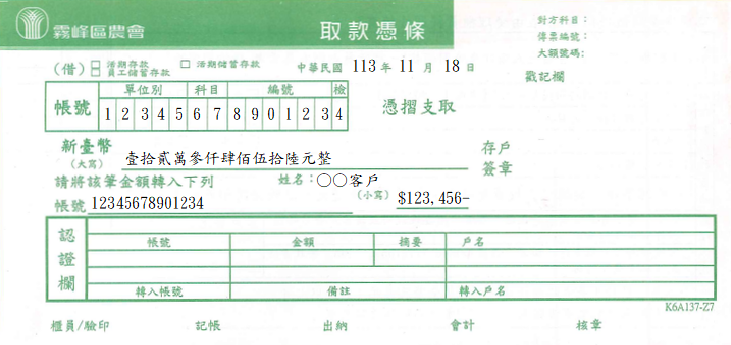 霧峰區農會 取款憑條
對方科目：
傳票編號：
大額號碼：
（借）□活期存款 □活期儲蓄存款
□員工儲蓄存款
中華民國 113 年 11 月 18 日
戳記欄
帳號 單位別 科目 編號 檢
1 2 3 4 5 6 7 8 9 0 1 2 3 4
憑摺支取
新臺幣
（大寫）
壹拾貳萬參仟肆佰伍拾陸元整
存戶
簽章
請將該筆金額轉入下列 姓名：○○客戶
帳號 12345678901234 （小寫） $123,456-
認證欄
帳號 金額 摘要 戶名
轉入帳號 備註 轉入戶名
K6A137-Z7
櫃員/驗印 記帳 出納 會計 核章